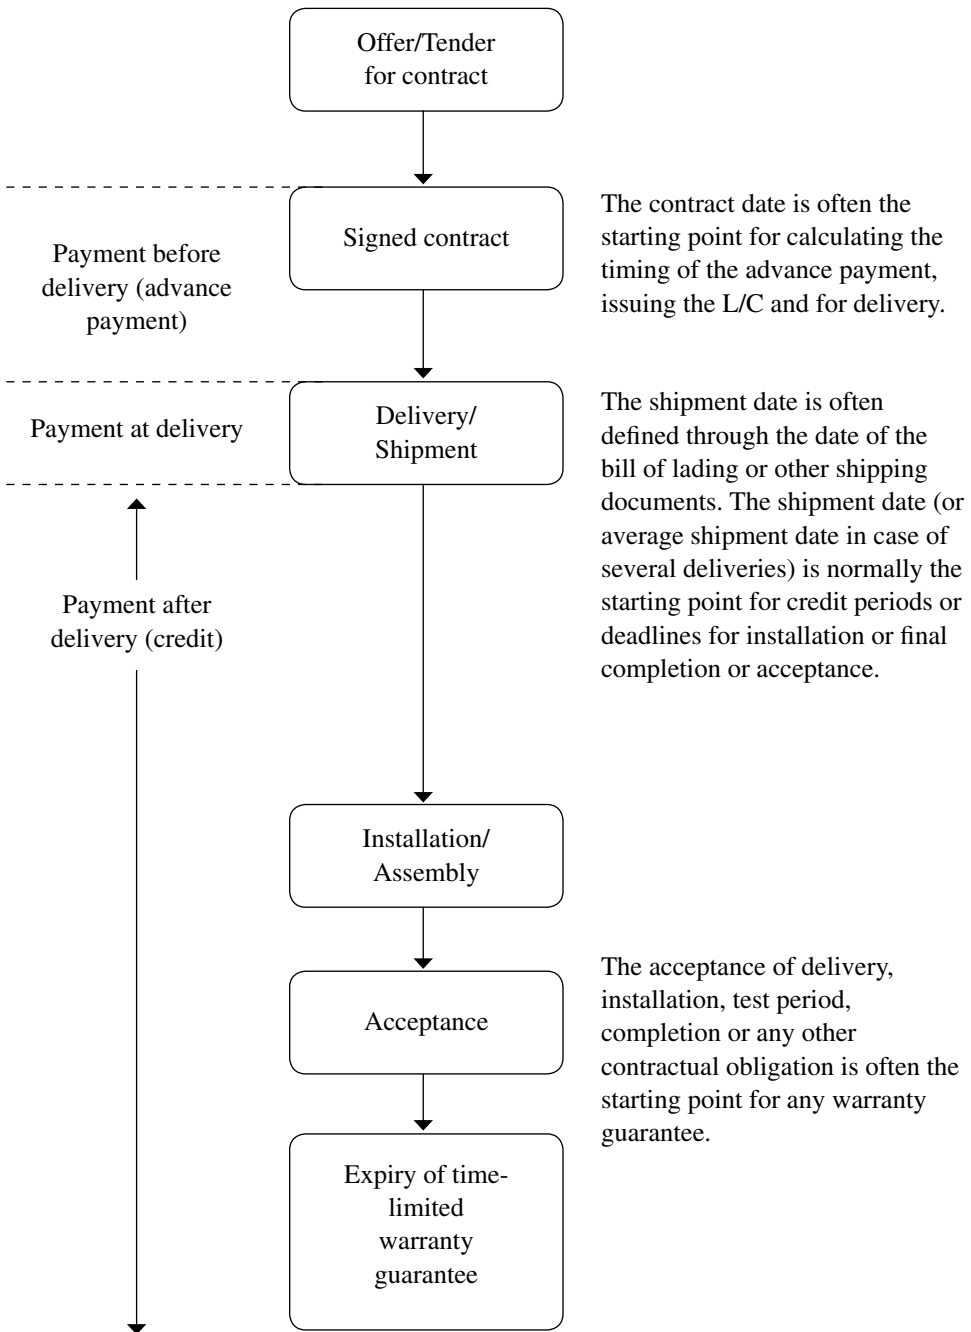 Offer/Tender
for contract
Signed contract
The contract date is often the
starting point for calculating the
timing of the advance payment,
issuing the L/C and for delivery.
Payment before
delivery (advance
payment)
Payment at delivery
Delivery/
Shipment
The shipment date is often
defined through the date of the
bill of lading or other shipping
documents. The shipment date (or
average shipment date in case of
several deliveries) is normally the
starting point for credit periods or
deadlines for installation or final
completion or acceptance.
Payment after
delivery (credit)
Installation/
Assembly
Acceptance
The acceptance of delivery,
installation, test period,
completion or any other
contractual obligation is often the
starting point for any warranty
guarantee.
Expiry of time-
limited
warranty
guarantee